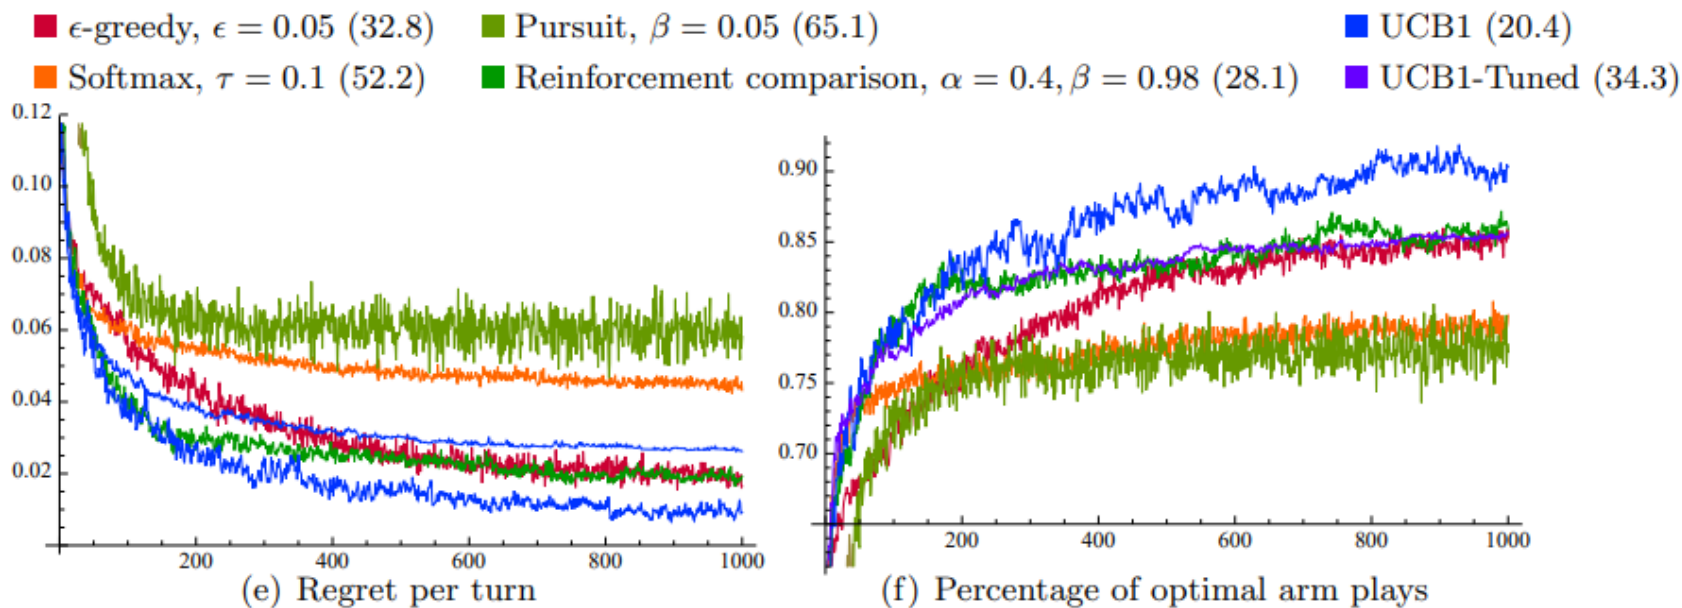 ϵ-greedy, ϵ = 0.05 (32.8) Pursuit, β = 0.05 (65.1) UCB1 (20.4)
Softmax, τ = 0.1 (52.2) Reinforcement comparison, α = 0.4, β = 0.98 (28.1) UCB1-Tuned (34.3)
0.12
0.10
0.08
0.06
0.04
0.02
200 400 600 800 1000
(e) Regret per turn
0.90
0.85
0.80
0.75
0.70
200 400 600 800 1000
(f) Percentage of optimal arm plays